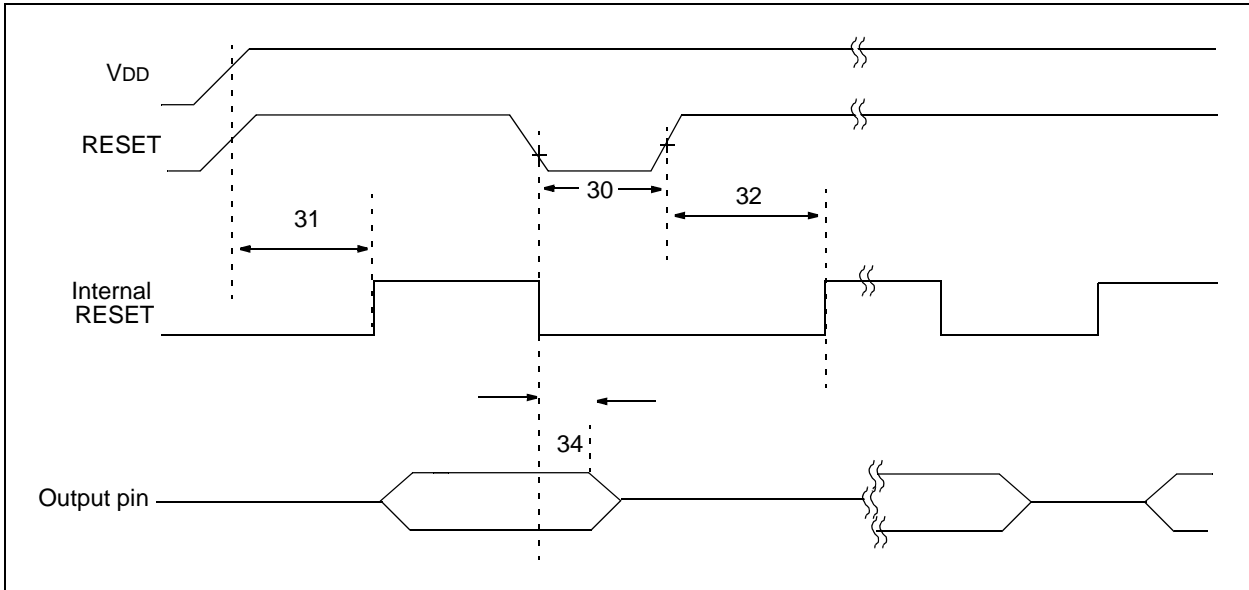 VDD
RESET
30
32
31
Internal
RESET
34
Output pin